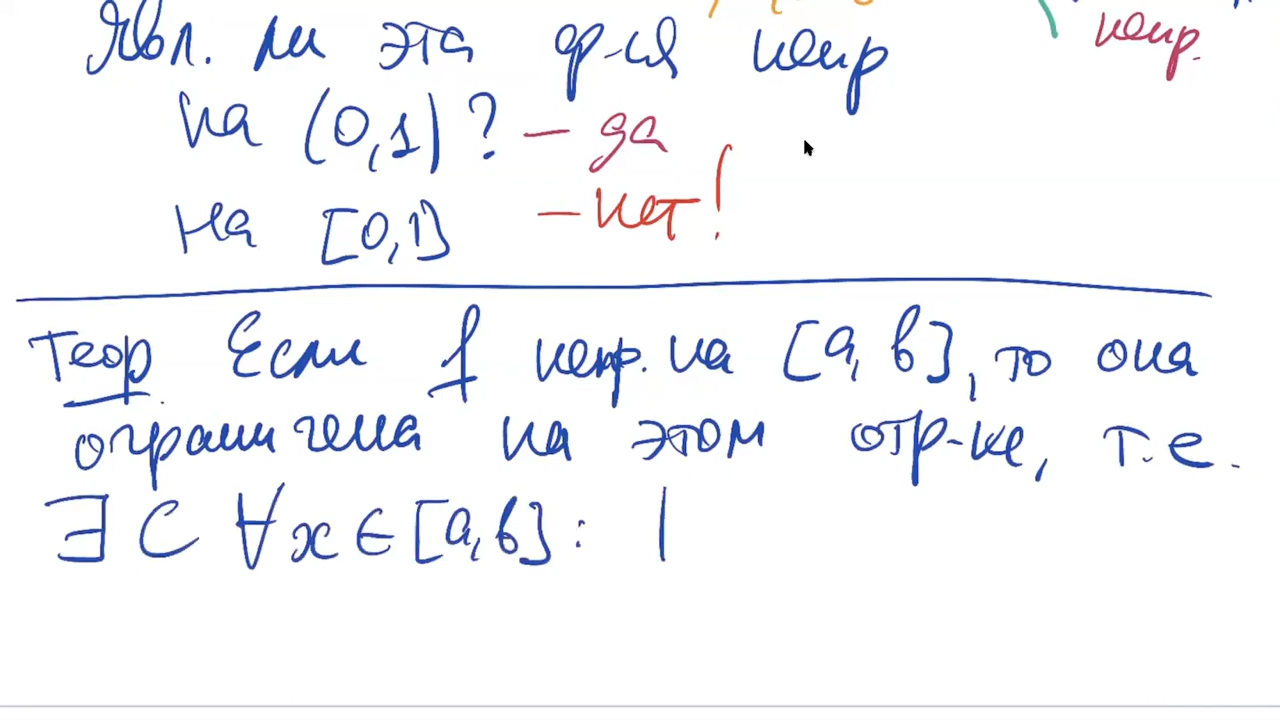 Явл. ли эта ф-ия непр
непр.
на (0,1)? — да
на [0,1] — нет!
Теор Если f непр. на [a, b], то она
ограничена на этом отр-ке, т.е.
∃ C ∀x ∈ [a,b] : |